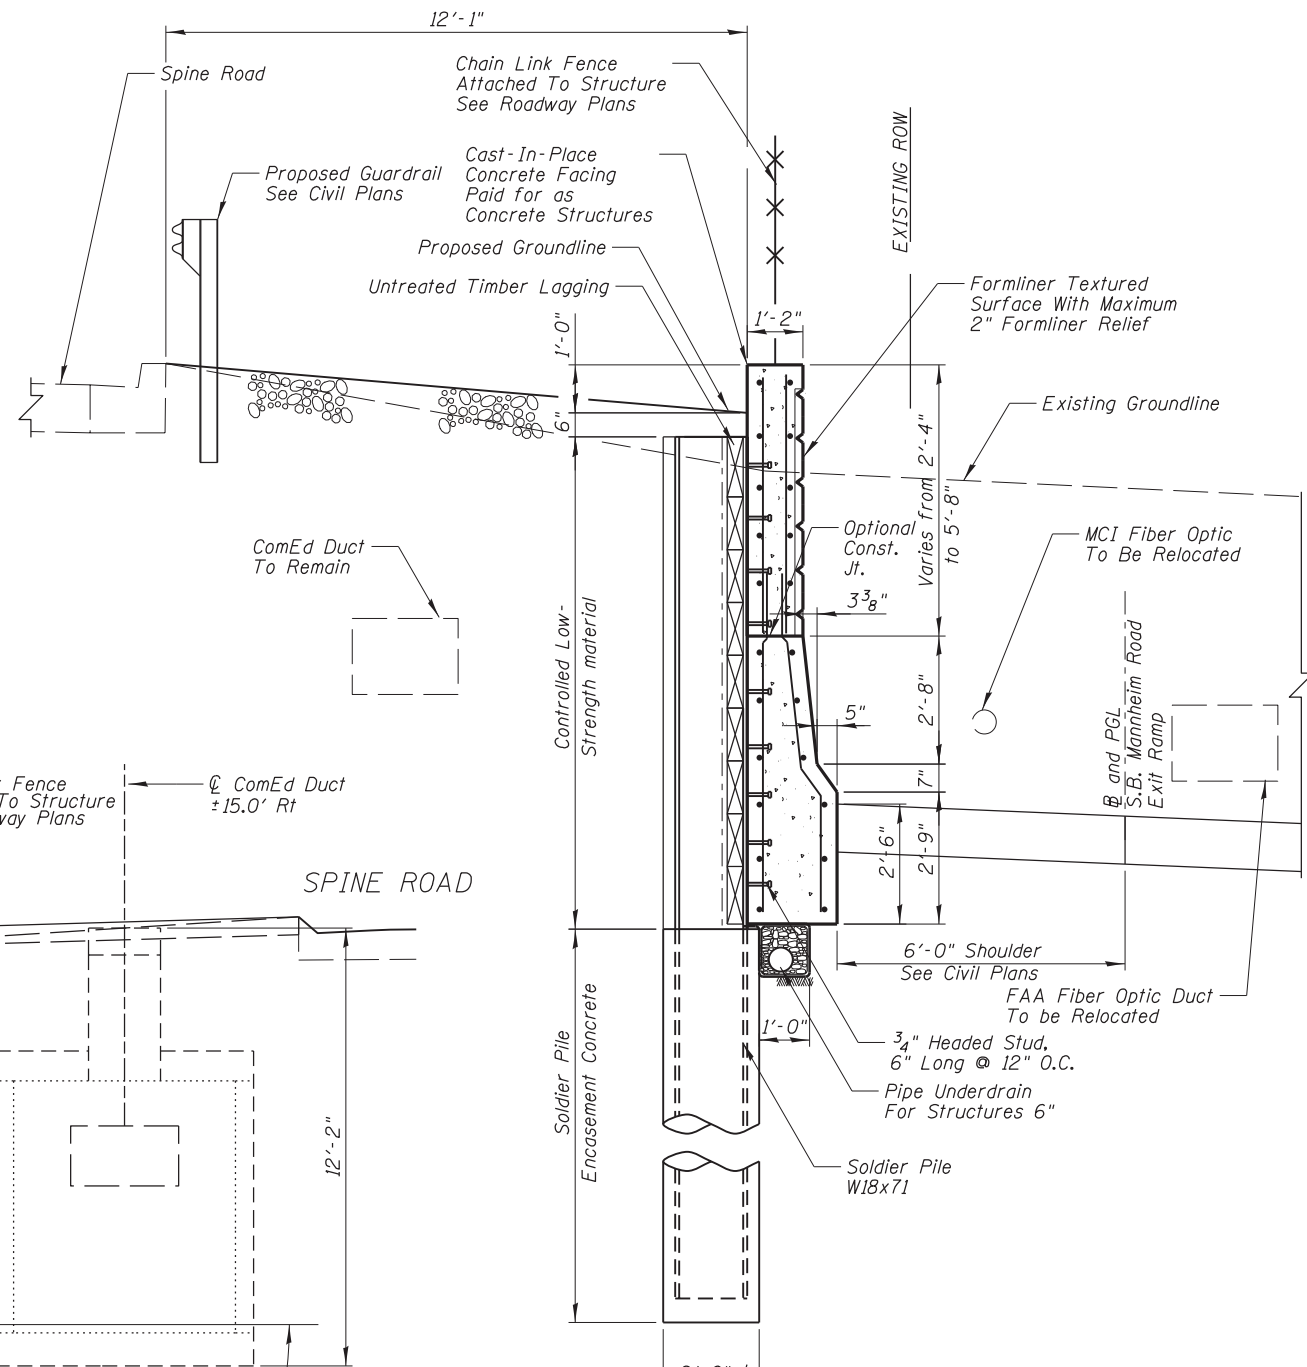 12'-1"
Spine Road
Chain Link Fence
Attached To Structure
See Roadway Plans
EXISTING ROW
Cast-In-Place
Concrete Facing
Paid for as
Concrete Structures
Proposed Guardrail
See Civil Plans
Proposed Groundline
Untreated Timber Lagging
Formliner Textured
Surface With Maximum
2" Formliner Relief
1'-0"
1'-2"
6"
Existing Groundline
Varies from 2'-4"
to 5'-8"
Optional
Const.
Jt.
MCI Fiber Optic
To Be Relocated
ComEd Duct
To Remain
3 3/8"
Controlled Low-
Strength material
2'-8"
5"
7"
2'-6"
2'-9"
B and PGL
S.B. Mannheim Road
Exit Ramp
Fence
To Structure
way Plans
℄ ComEd Duct
±15.0' Rt
SPINE ROAD
6'-0" Shoulder
See Civil Plans
FAA Fiber Optic Duct
To be Relocated
1'-0"
3/4" Headed Stud,
6" Long @ 12" O.C.
Pipe Underdrain
For Structures 6"
Soldier Pile
Encasement Concrete
12'-2"
Soldier Pile
W18x71